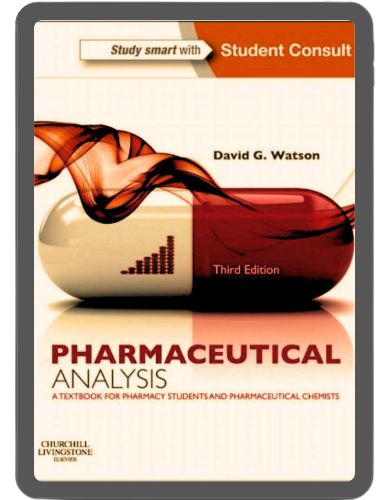 Study smart with Student Consult
David G. Watson
Third Edition
PHARMACEUTICAL
ANALYSIS
A TEXTBOOK FOR PHARMACY STUDENTS AND PHARMACEUTICAL CHEMISTS
CHURCHILL
LIVINGSTONE
ELSEVIER